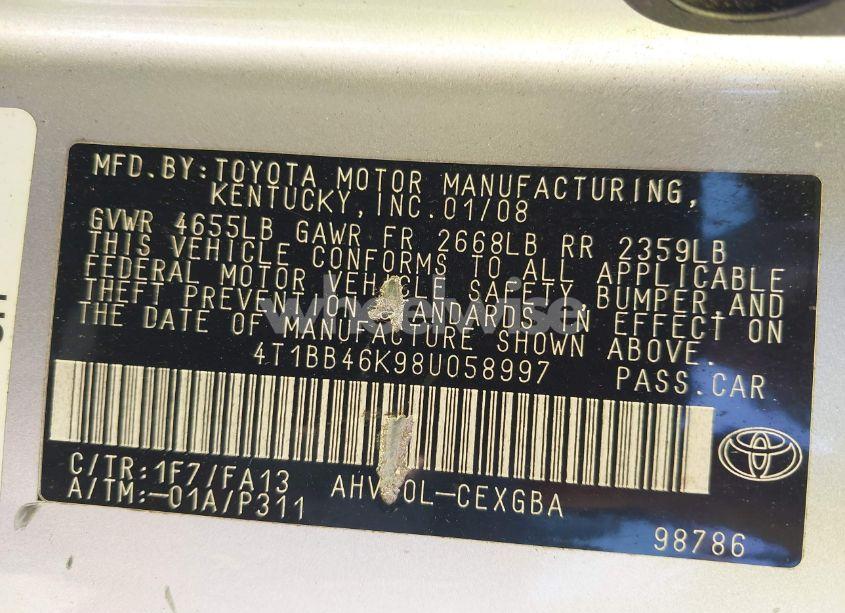 MFD.BY:TOYOTA MOTOR MANUFACTURING,
KENTUCKY,INC.01/08
GVWR 4655LB GAWR FR 2668LB RR 2359LB
THIS VEHICLE CONFORMS TO ALL APPLICABLE
FEDERAL MOTOR VEHICLE SAFETY,BUMPER,AND
THEFT PREVENTION STANDARDS IN EFFECT ON
THE DATE OF MANUFACTURE SHOWN ABOVE.
wheelwise
4T1BB46K98U058997 PASS.CAR
C/TR:1F7/FA13
A/TM:-01A/P311
L-CEXGBA
98786